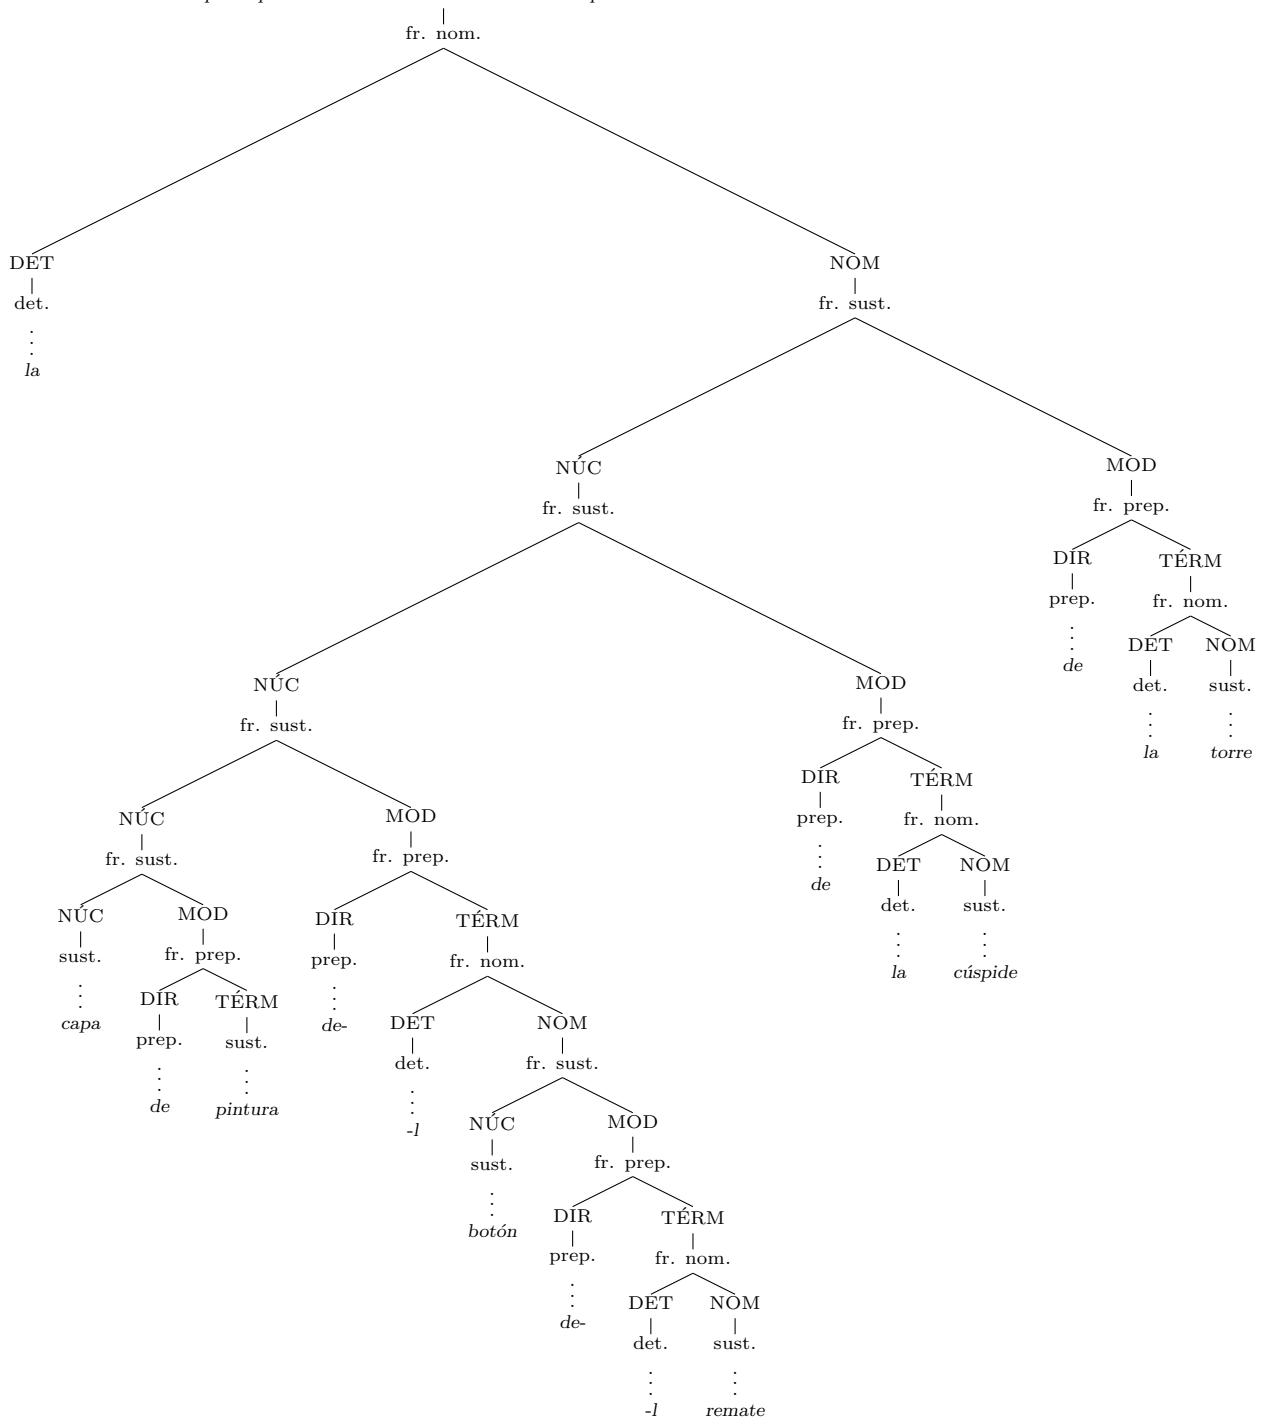 fr. nom.
DET NOM
det. fr. sust.
la
NÚC MOD
fr. sust. fr. prep.
DIR TÉRM
prep. fr. nom.
DET NOM
de
det. sust.
NÚC MOD
fr. sust. fr. prep.
la torre
DIR TÉRM
NÚC MOD prep. fr. nom.
fr. sust. fr. prep.
DET NOM
de
NÚC MOD DIR TÉRM det. sust.
sust. fr. prep. prep. fr. nom.
la cúspide
DIR TÉRM
capa de- DET NOM
prep. sust.
det. fr. sust.
de pintura
-l NÚC MOD
sust. fr. prep.
DIR TÉRM
botón
prep. fr. nom.
DET NOM
de-
det. sust.
-l remate